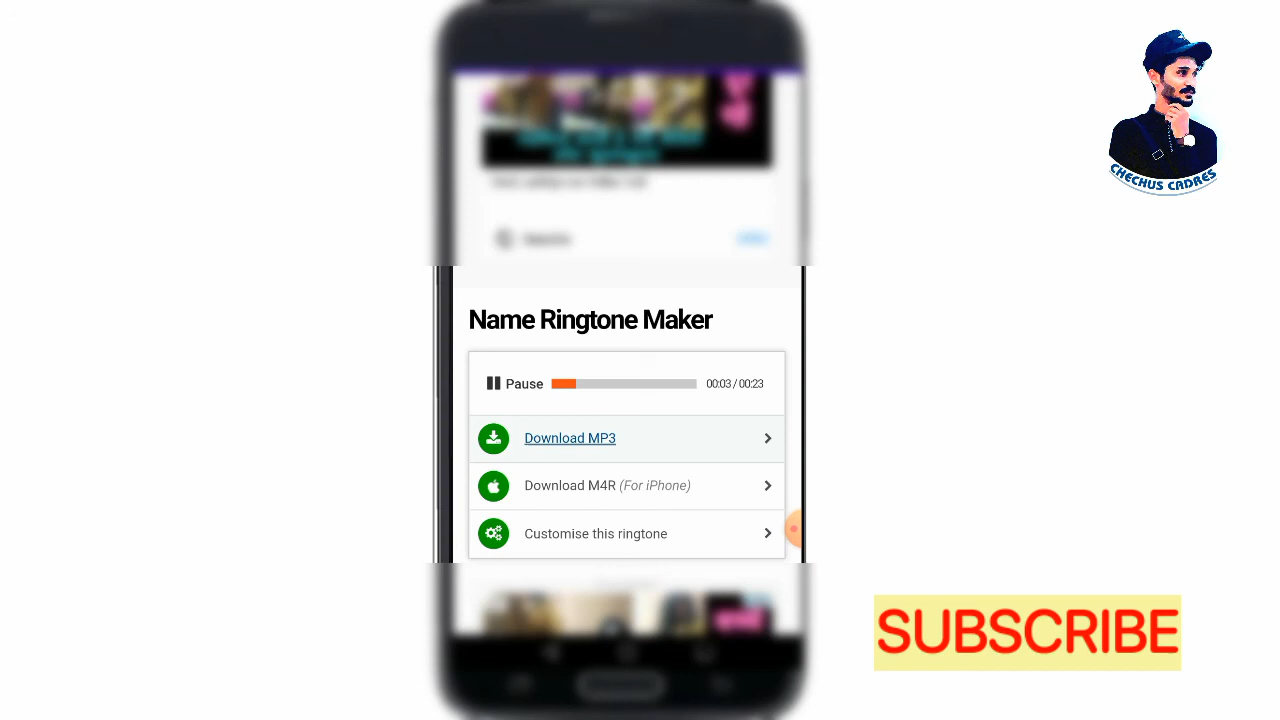 CHECHUS CADRES
Name Ringtone Maker
Pause 00:03 / 00:23
Download MP3
Download M4R (For iPhone)
Customise this ringtone
SUBSCRIBE